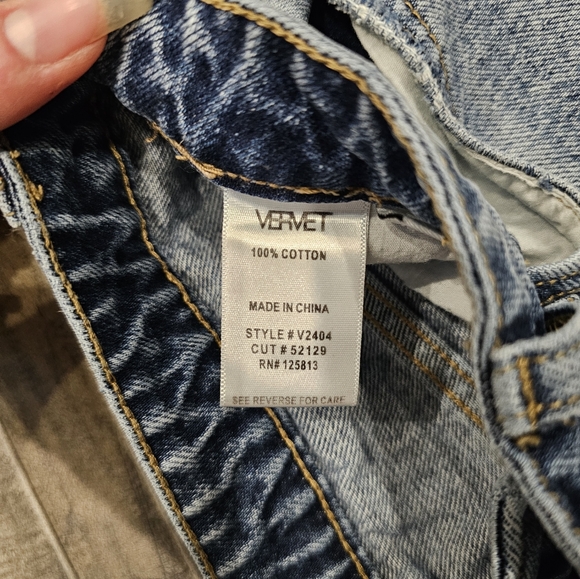 VERVET
100% COTTON
MADE IN CHINA
STYLE # V2404
CUT # 52129
RN# 125813
SEE REVERSE FOR CARE